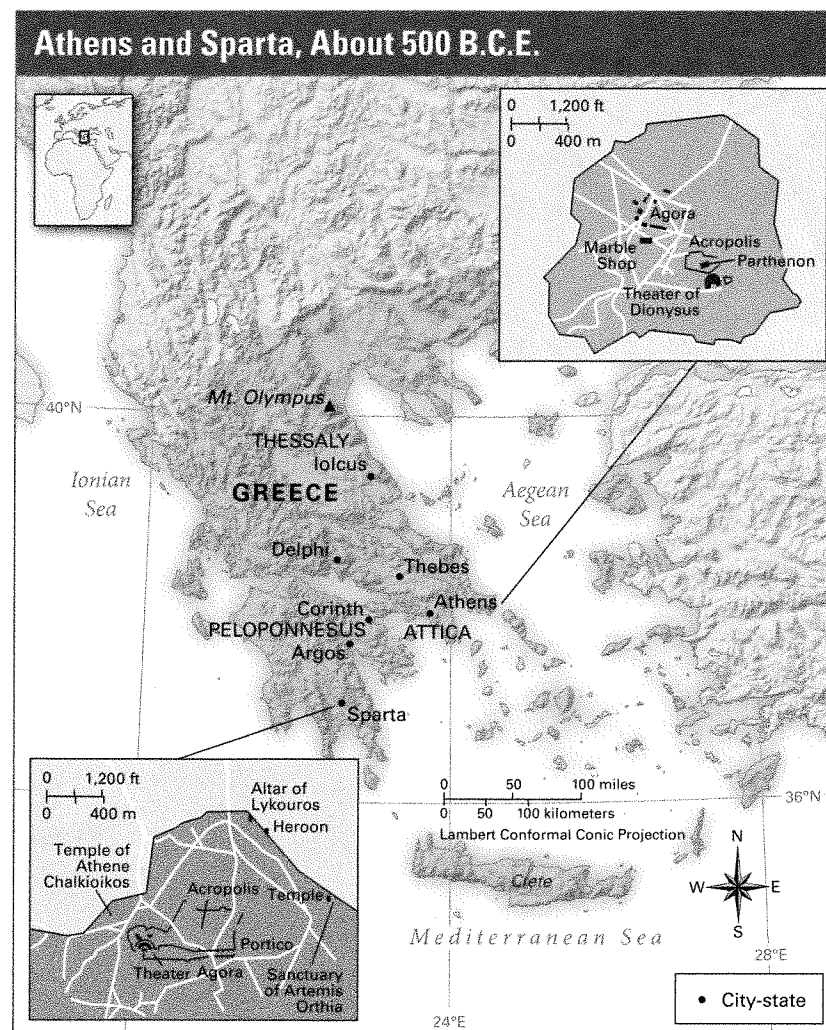 Athens and Sparta, About 500 B.C.E.
0 1,200 ft
0 400 m
Agora
Marble
Shop
Acropolis
Parthenon
Theater of
Dionysus
40°N
Mt. Olympus
THESSALY
Iolcus
Ionian
Sea
GREECE
Aegean
Sea
Delphi
Thebes
Corinth
Athens
PELOPONNESUS
ATTICA
Argos
Sparta
0 1,200 ft
0 400 m
Altar of
Lykouros
Heroon
Temple of
Athene
Chalkioikos
Acropolis
Temple
Portico
Theater
Agora
Sanctuary
of Artemis
Orthia
0 50 100 miles
0 50 100 kilometers
Lambert Conformal Conic Projection
36°N
Crete
N
W E
S
Mediterranean Sea
28°E
24°E
City-state